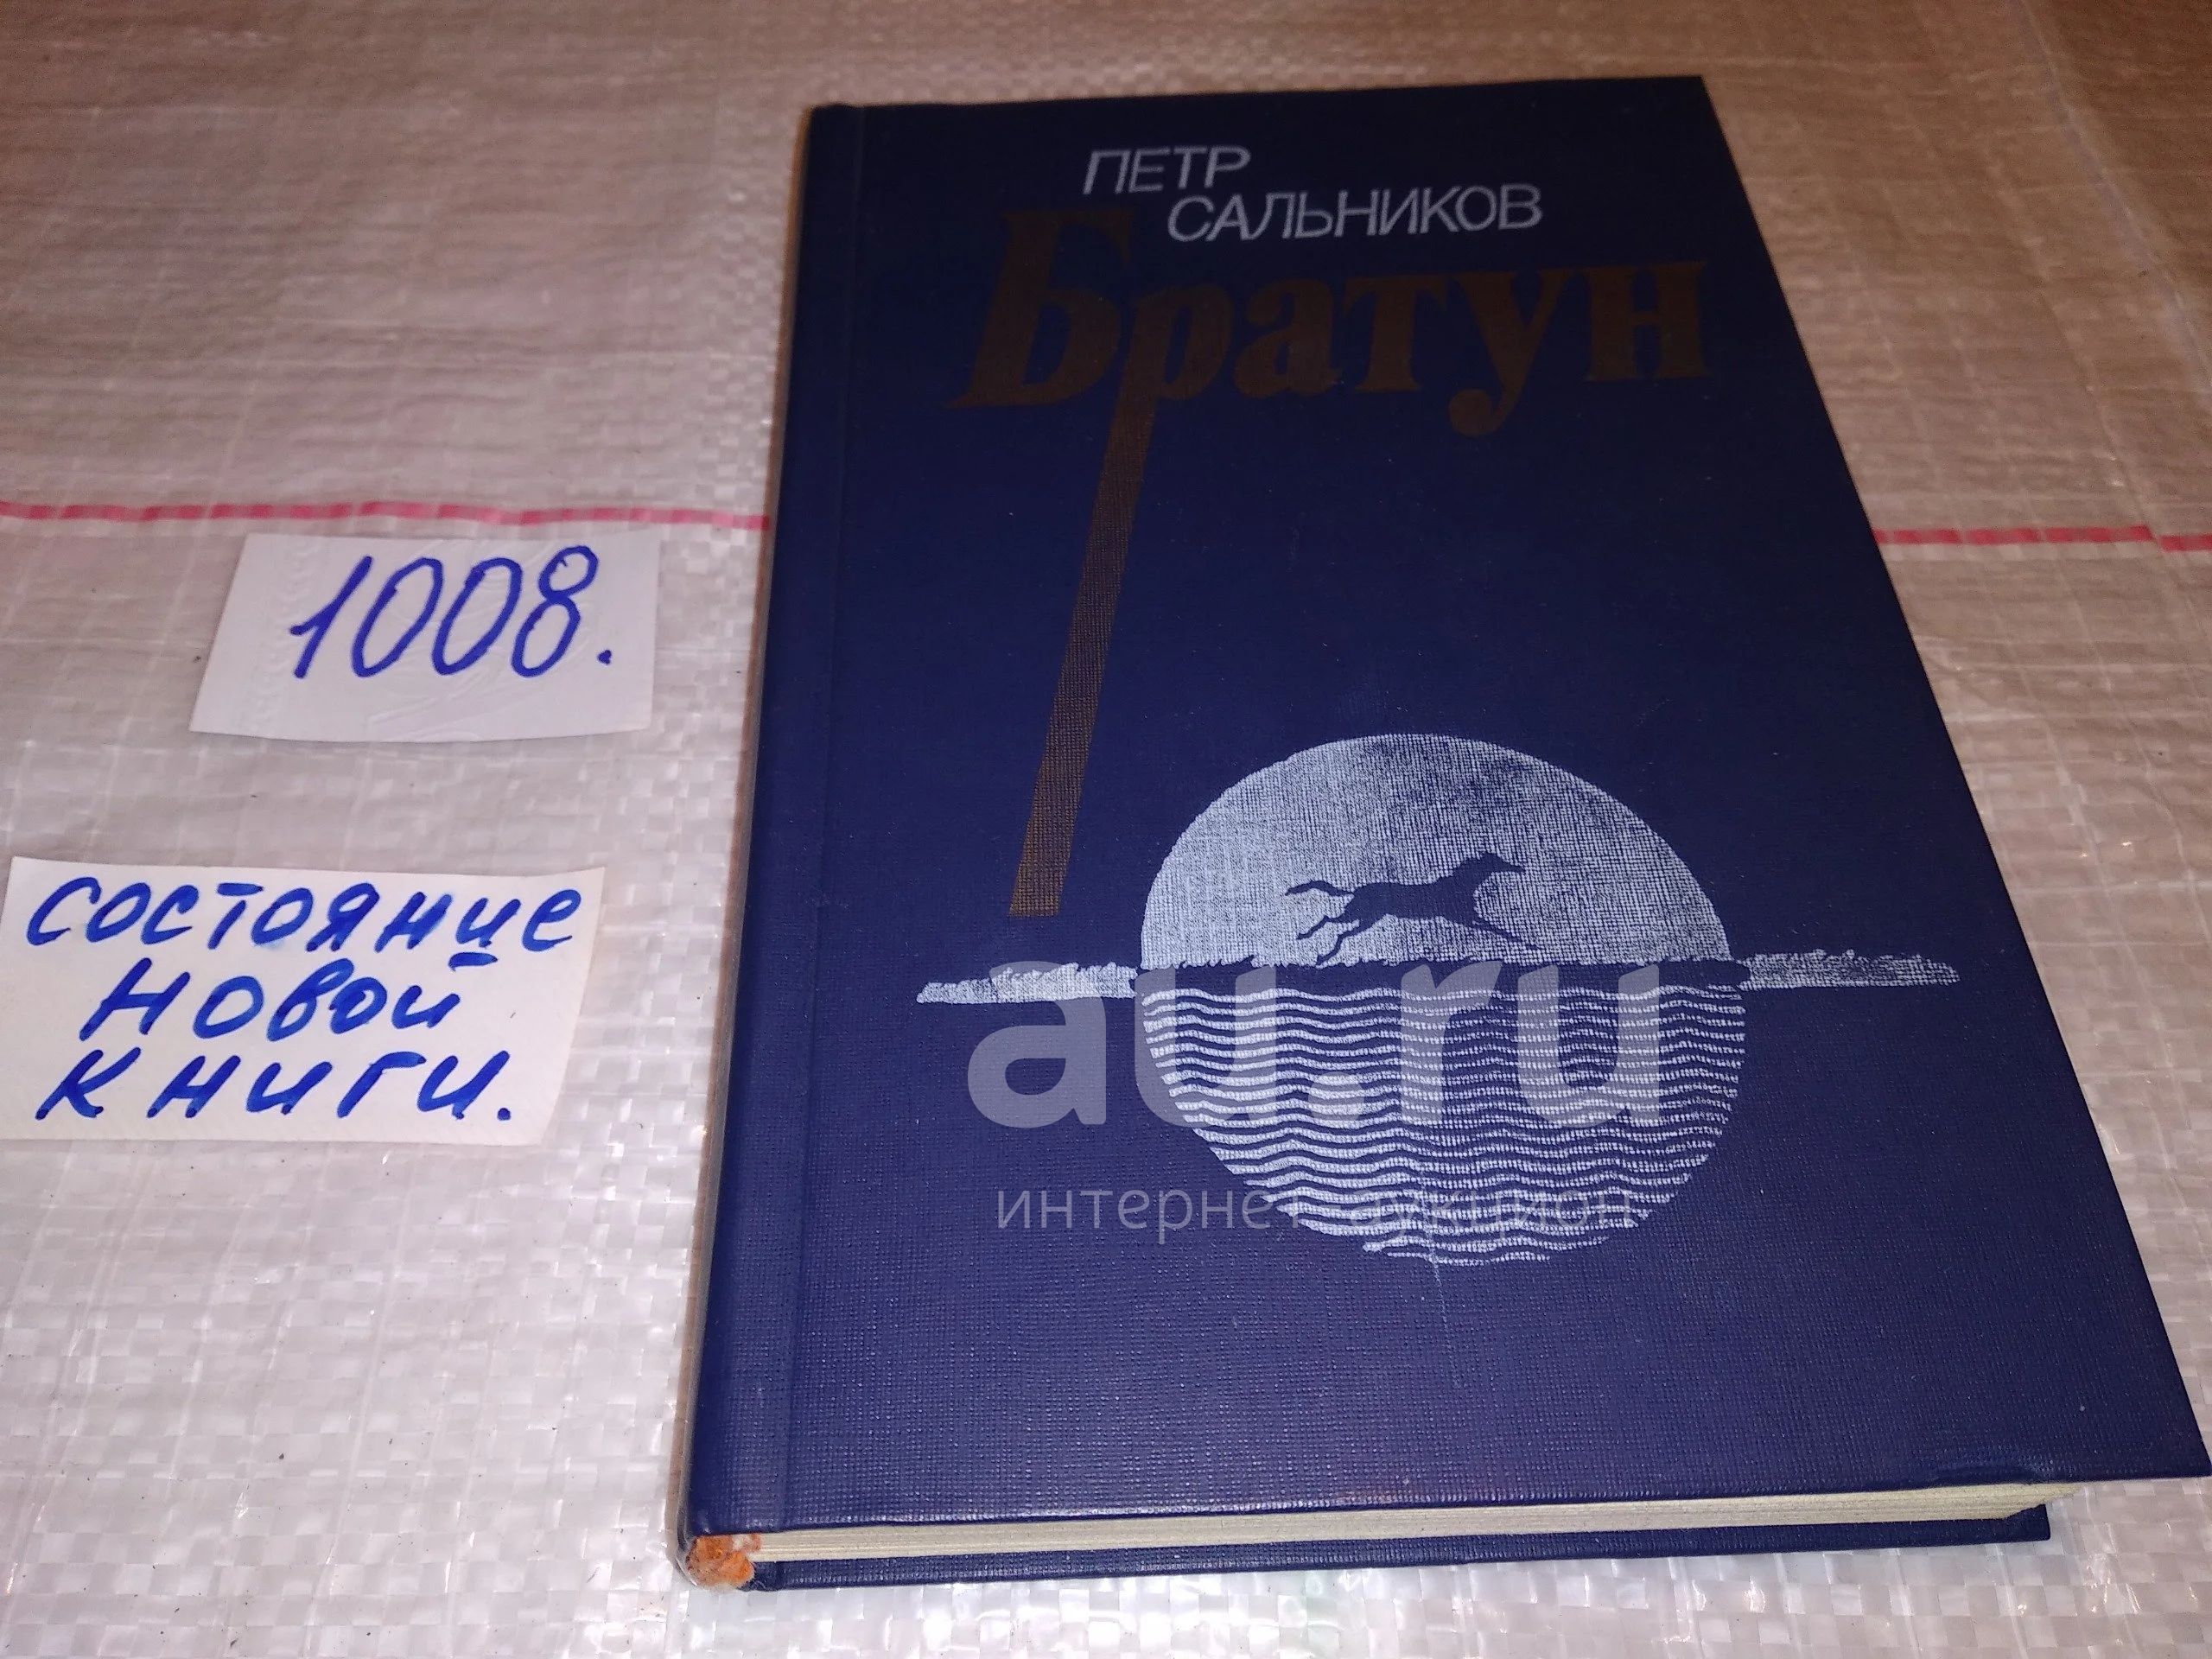 ПЕТР
САЛЬНИКОВ
Братун
1008.
состояние
новой
книги.
au.ru
интернет аукцион